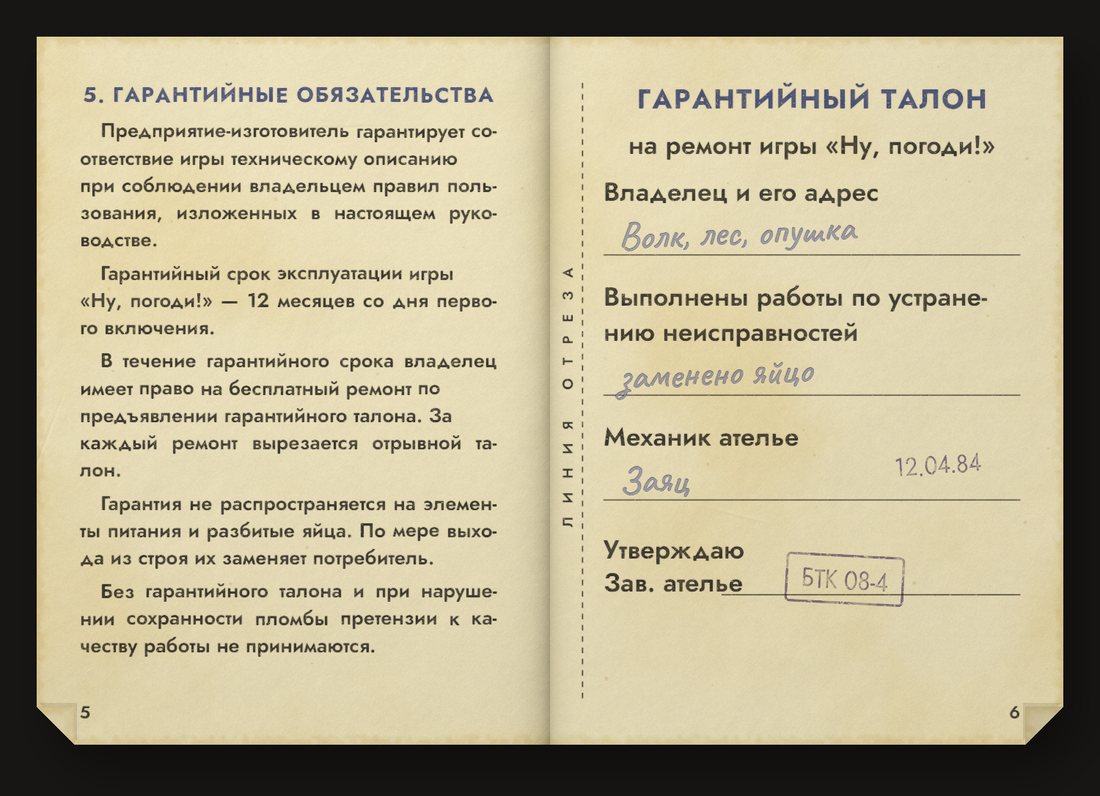 5. ГАРАНТИЙНЫЕ ОБЯЗАТЕЛЬСТВА
Предприятие-изготовитель гарантирует со-
ответствие игры техническому описанию
при соблюдении владельцем правил поль-
зования, изложенных в настоящем руко-
водстве.
Гарантийный срок эксплуатации игры
«Ну, погоди!» — 12 месяцев со дня перво-
го включения.
В течение гарантийного срока владелец
имеет право на бесплатный ремонт по
предъявлении гарантийного талона. За
каждый ремонт вырезается отрывной та-
лон.
Гарантия не распространяется на элемен-
ты питания и разбитые яйца. По мере выхо-
да из строя их заменяет потребитель.
Без гарантийного талона и при наруше-
нии сохранности пломбы претензии к ка-
честву работы не принимаются.
5
ЛИНИЯ ОТРЕЗА
ГАРАНТИЙНЫЙ ТАЛОН
на ремонт игры «Ну, погоди!»
Владелец и его адрес
Волк, лес, опушка
Выполнены работы по устране-
нию неисправностей
заменено яйцо
Механик ателье
12.04.84
Заяц
Утверждаю
Зав. ателье
БТК 08-4
6